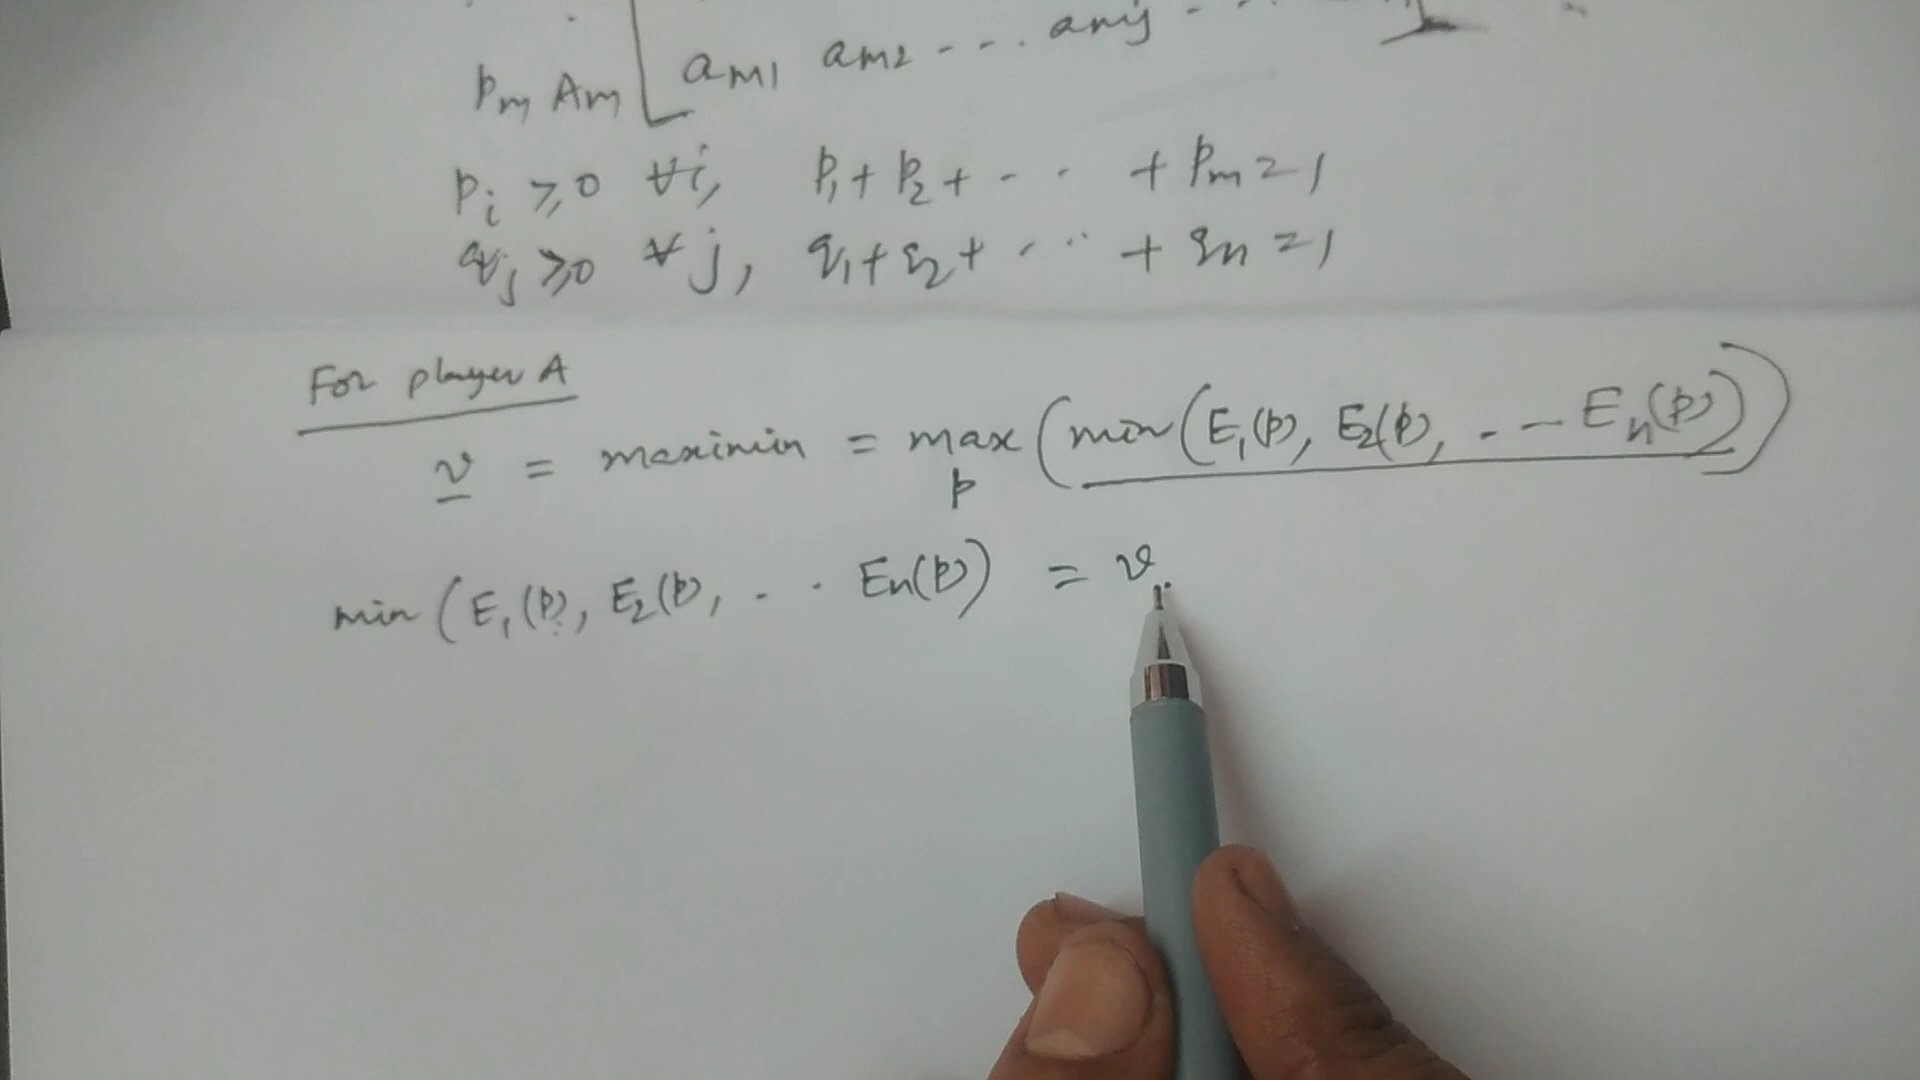 Pm Am [ am1 am2 - - - . amj - - .
Pi ≥ 0 ∀i, P1 + P2 + - - + Pm = 1
qj ≥ 0 ∀j, q1 + q2 + - .. + qn = 1
For player A
v = maximin = max p (min (E1(p), E2(p), . - - En(p)))
min (E1(p), E2(p), . . . En(p)) = v